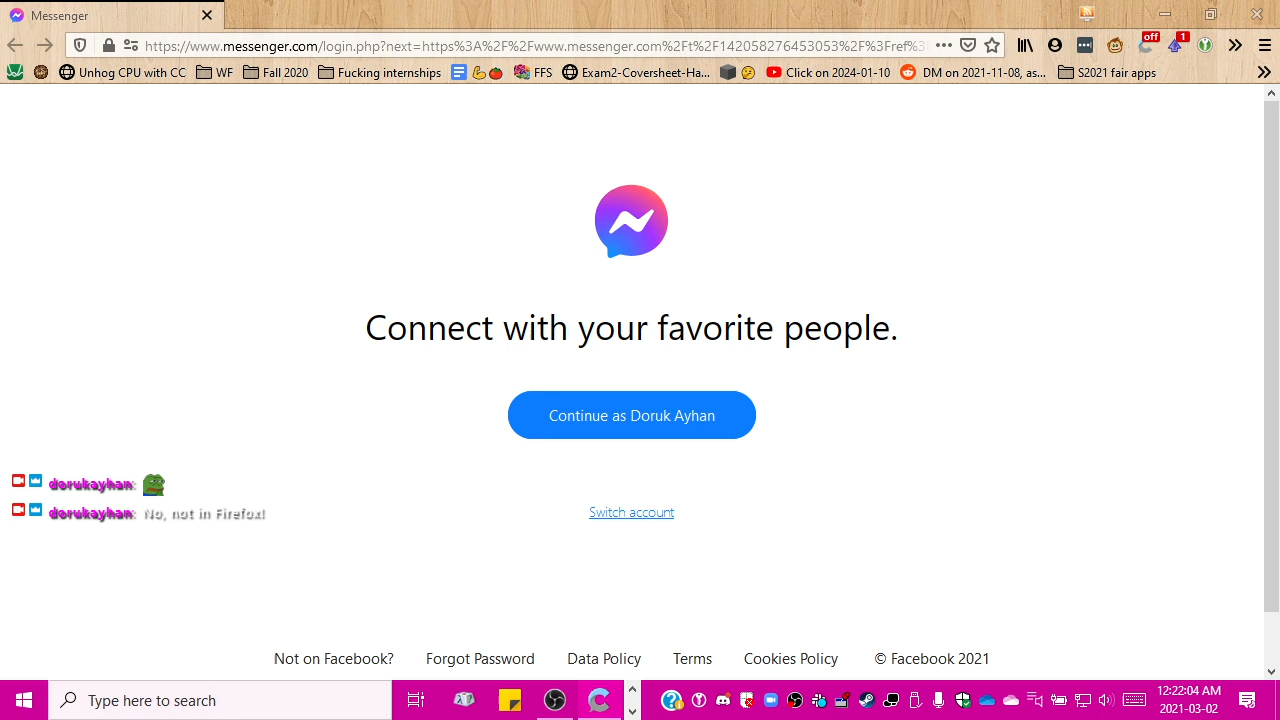 Messenger
https://www.messenger.com/login.php?next=https%3A%2F%2Fwww.messenger.com%2Ft%2F1420582764533
off
1
Unhog CPU with CC
WF
Fall 2020
Fucking internships
FFS
Exam2-Coversheet-Ha...
Click on 2024-01-10
DM on 2021-11-08, as...
S2021 fair apps
Connect with your favorite people.
Continue as Doruk Ayhan
dorukayhan:
dorukayhan: No, not in Firefox!
Switch account
Not on Facebook?
Forgot Password
Data Policy
Terms
Cookies Policy
© Facebook 2021
Type here to search
12:22:04 AM
2021-03-02